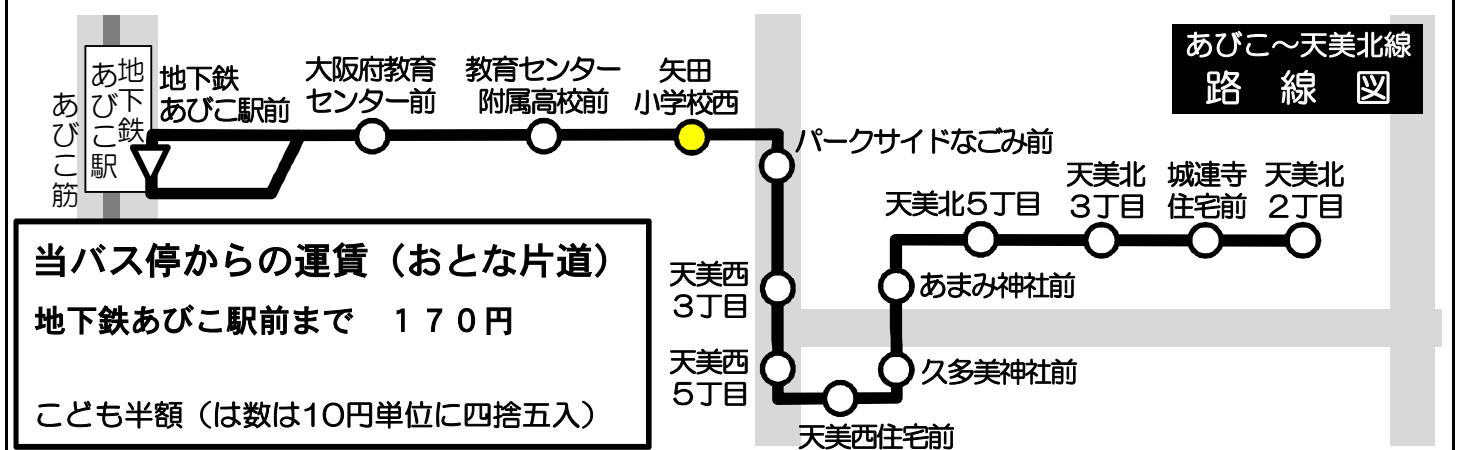 あびこ～天美北線
路線図
あびこ筋
地下鉄
あびこ駅
地下鉄
あびこ駅前
大阪府教育
センター前
教育センター
附属高校前
矢田
小学校西
パークサイドなごみ前
天美西
3丁目
天美西
5丁目
天美西住宅前
久多美神社前
あまみ神社前
天美北5丁目
天美北
3丁目
城連寺
住宅前
天美北
2丁目
当バス停からの運賃（おとな片道）
地下鉄あびこ駅前まで　１７０円
こども半額（は数は10円単位に四捨五入）